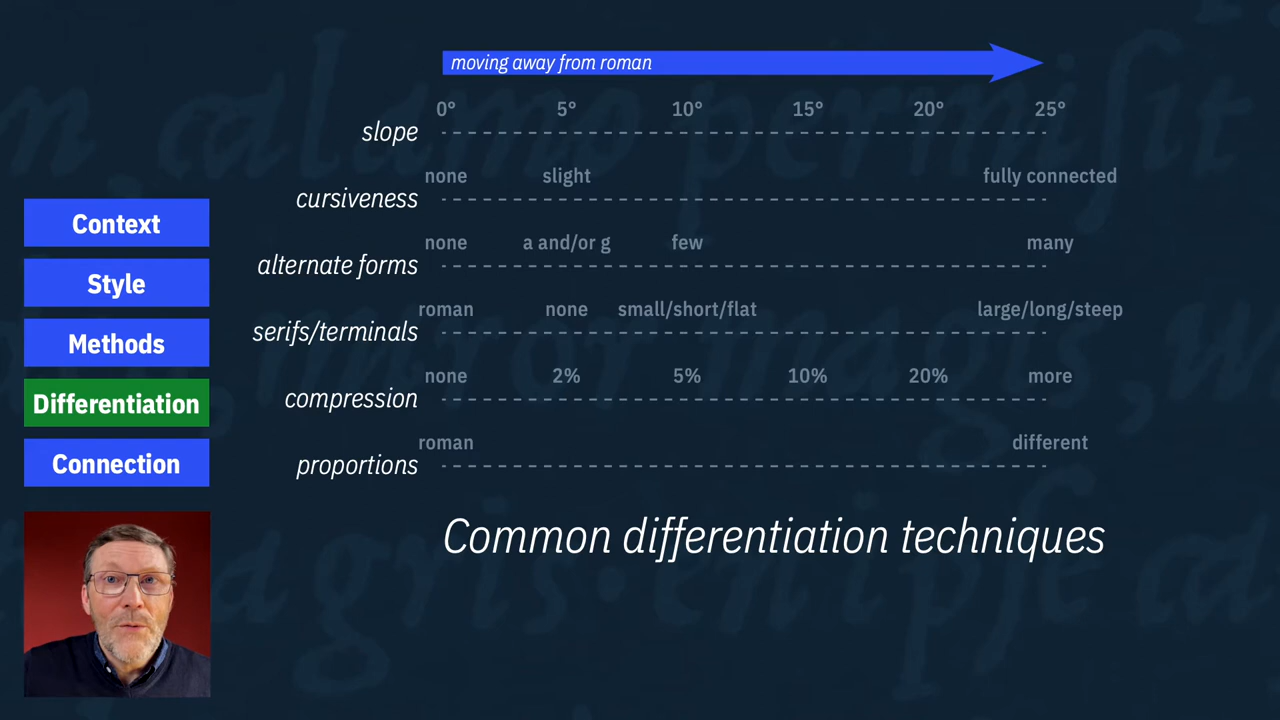 moving away from roman
0° 5° 10° 15° 20° 25°
slope
none slight fully connected
cursiveness
none a and/or g few many
alternate forms
roman none small/short/flat large/long/steep
serifs/terminals
none 2% 5% 10% 20% more
compression
roman different
proportions
Common differentiation techniques
Context
Style
Methods
Differentiation
Connection